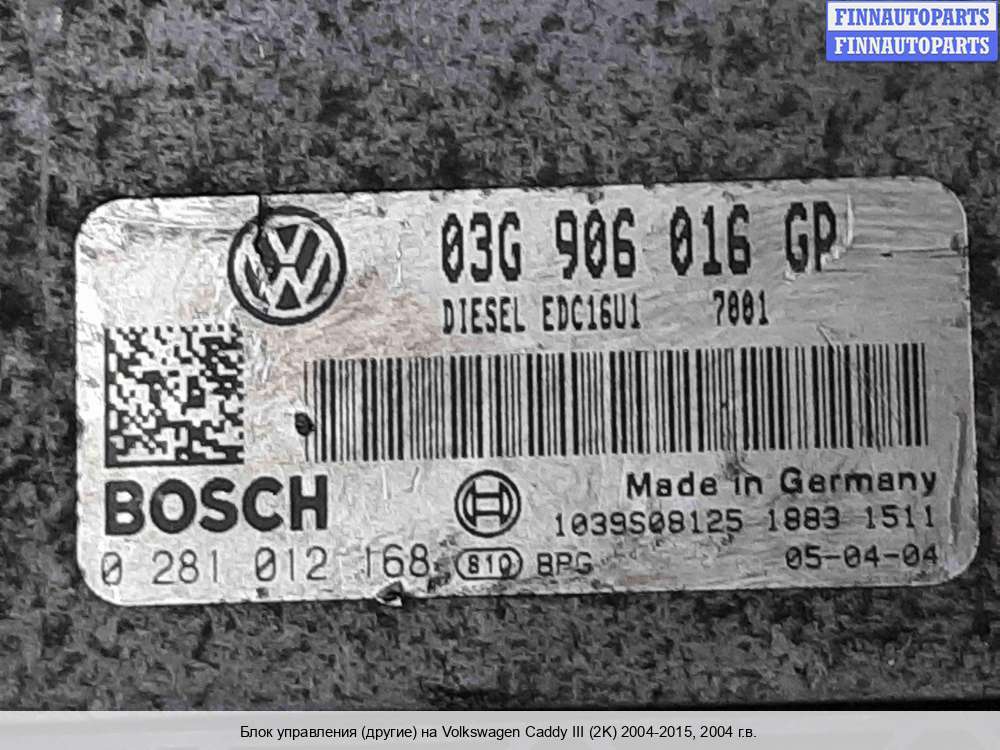 FINNAUTOPARTS
FINNAUTOPARTS
03G 906 016 GP
DIESEL EDC16U1 7001
BOSCH
Made in Germany
1039S08125 1883 1511
0 281 012 168 810 BPG 05-04-04
Блок управления (другие) на Volkswagen Caddy III (2K) 2004-2015, 2004 г.в.